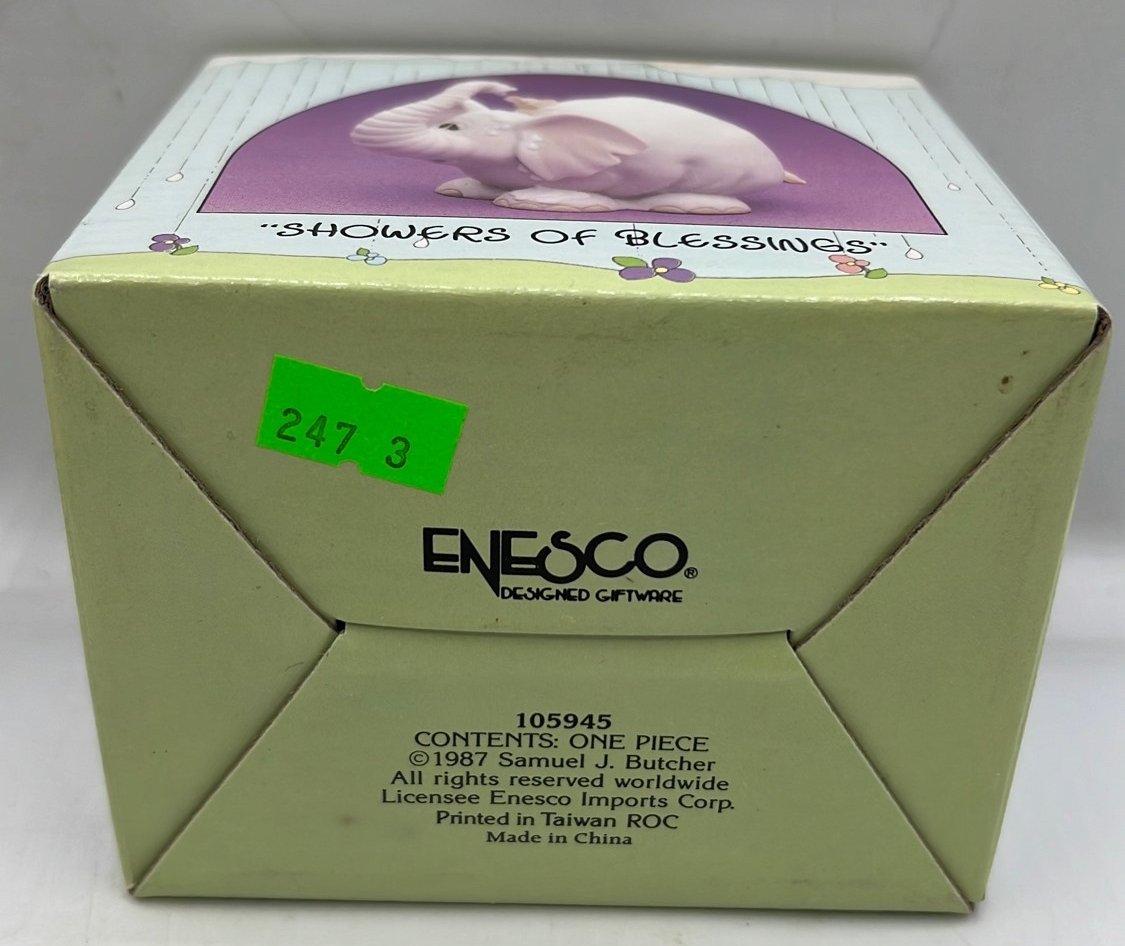 "SHOWERS OF BLESSINGS"
247 3
ENESCO®
DESIGNED GIFTWARE
105945
CONTENTS: ONE PIECE
©1987 Samuel J. Butcher
All rights reserved worldwide
Licensee Enesco Imports Corp.
Printed in Taiwan ROC
Made in China